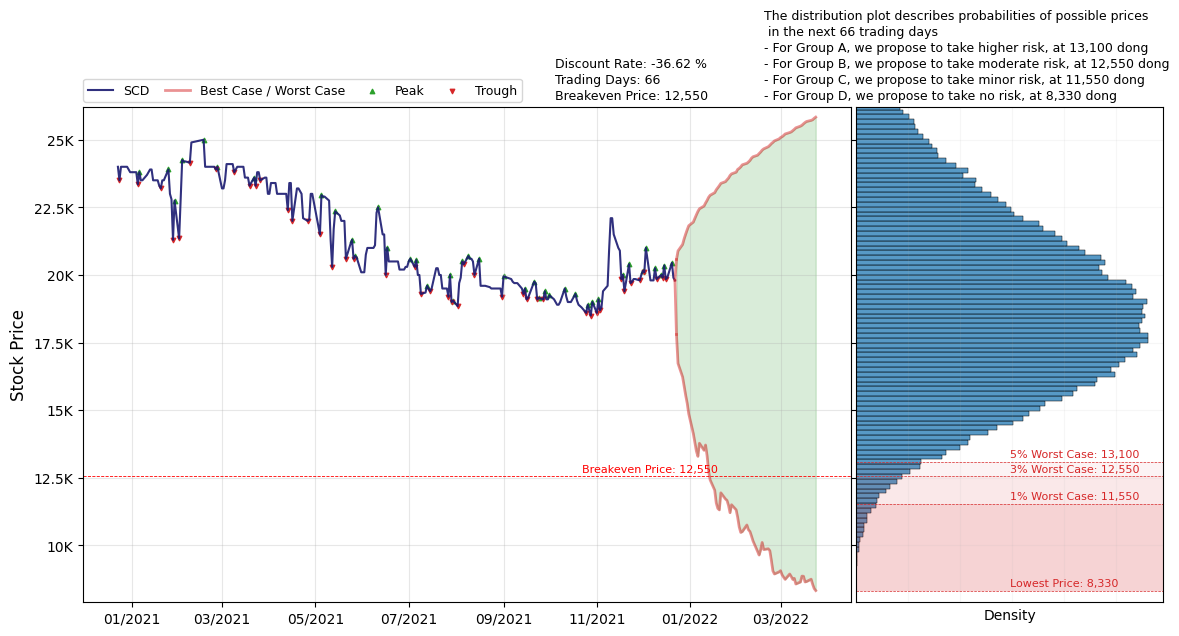 The distribution plot describes probabilities of possible prices
in the next 66 trading days
- For Group A, we propose to take higher risk, at 13,100 dong
- For Group B, we propose to take moderate risk, at 12,550 dong
- For Group C, we propose to take minor risk, at 11,550 dong
- For Group D, we propose to take no risk, at 8,330 dong
Discount Rate: -36.62 %
Trading Days: 66
Breakeven Price: 12,550
SCD
Best Case / Worst Case
Peak
Trough
Stock Price
25K
22.5K
20K
17.5K
15K
12.5K
10K
Breakeven Price: 12,550
5% Worst Case: 13,100
3% Worst Case: 12,550
1% Worst Case: 11,550
Lowest Price: 8,330
01/2021
03/2021
05/2021
07/2021
09/2021
11/2021
01/2022
03/2022
Density